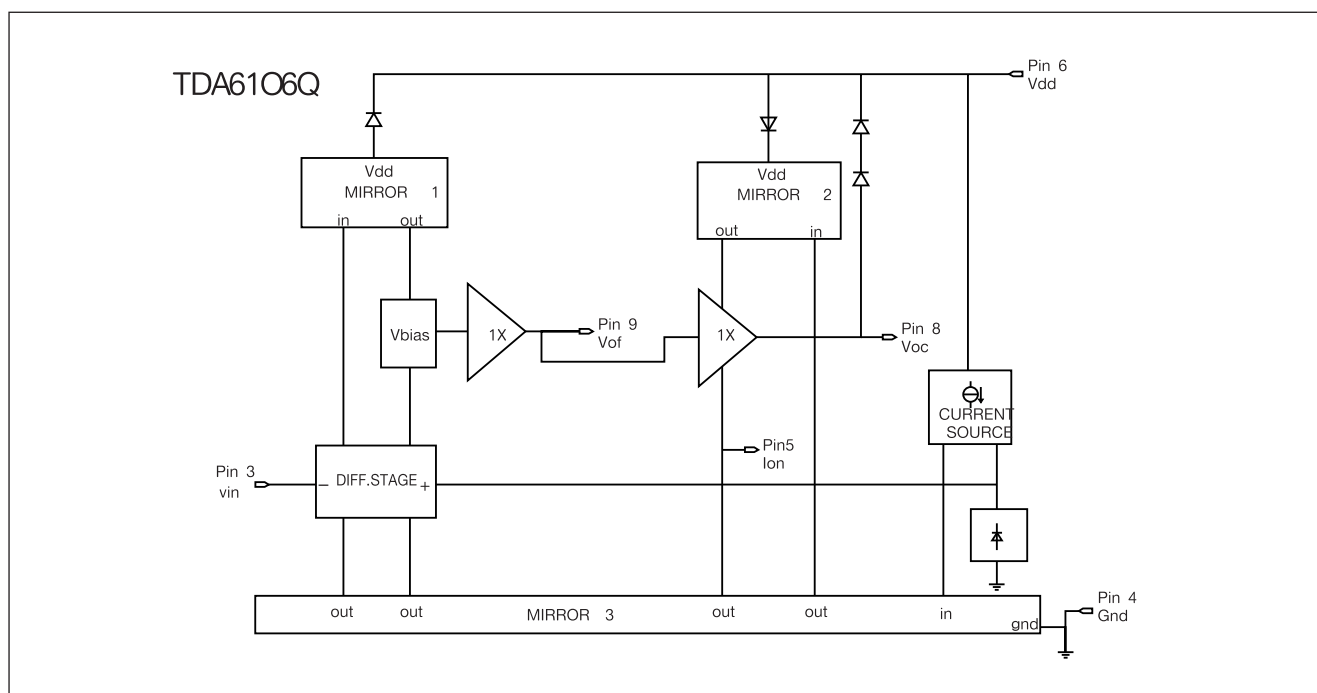 TDA6106Q
Pin 6
Vdd
Vdd
MIRROR 1
in out
Vdd
MIRROR 2
out in
Vbias
1X
Pin 9
Vof
1X
Pin 8
Voc
CURRENT
SOURCE
Pin5
Ion
Pin 3
vin
− DIFF.STAGE +
out out MIRROR 3 out out in
gnd
Pin 4
Gnd